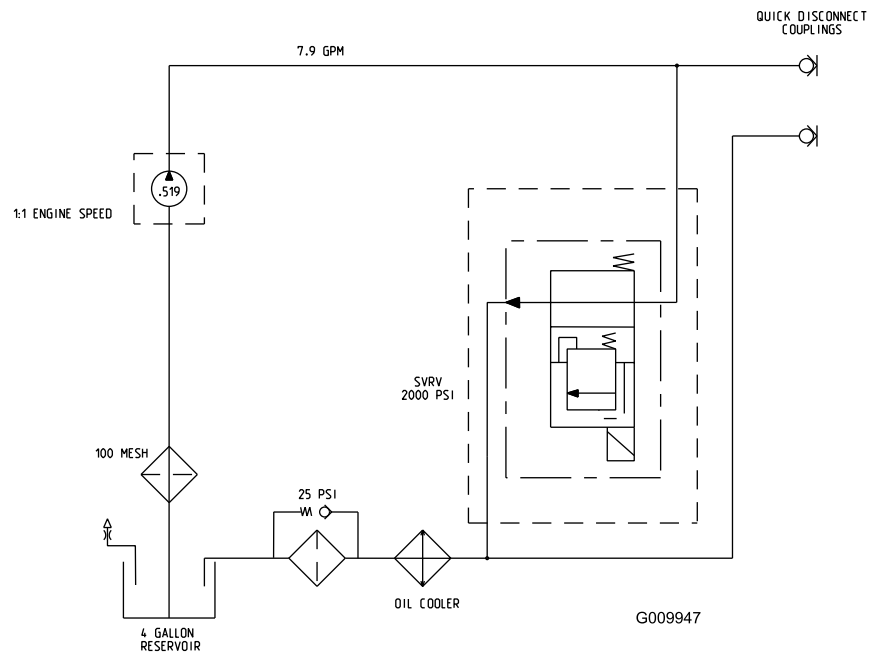 QUICK DISCONNECT
COUPLINGS
7.9 GPM
.519
1:1 ENGINE SPEED
SVRV
2000 PSI
100 MESH
25 PSI
OIL COOLER
G009947
4 GALLON
RESERVOIR